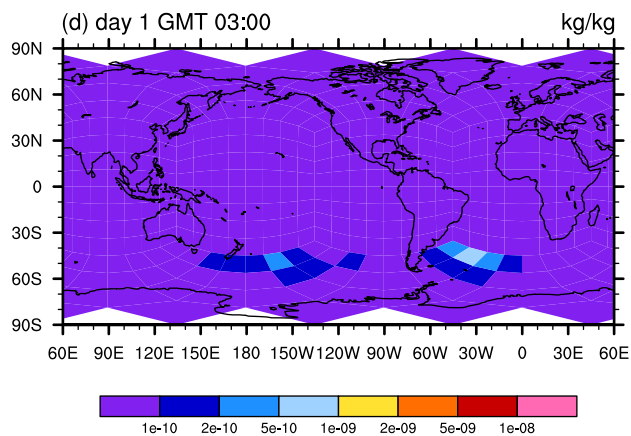 (d) day 1 GMT 03:00 kg/kg
90N
60N
30N
0
30S
60S
90S
60E 90E 120E 150E 180 150W 120W 90W 60W 30W 0 30E 60E
1e-10 2e-10 5e-10 1e-09 2e-09 5e-09 1e-08